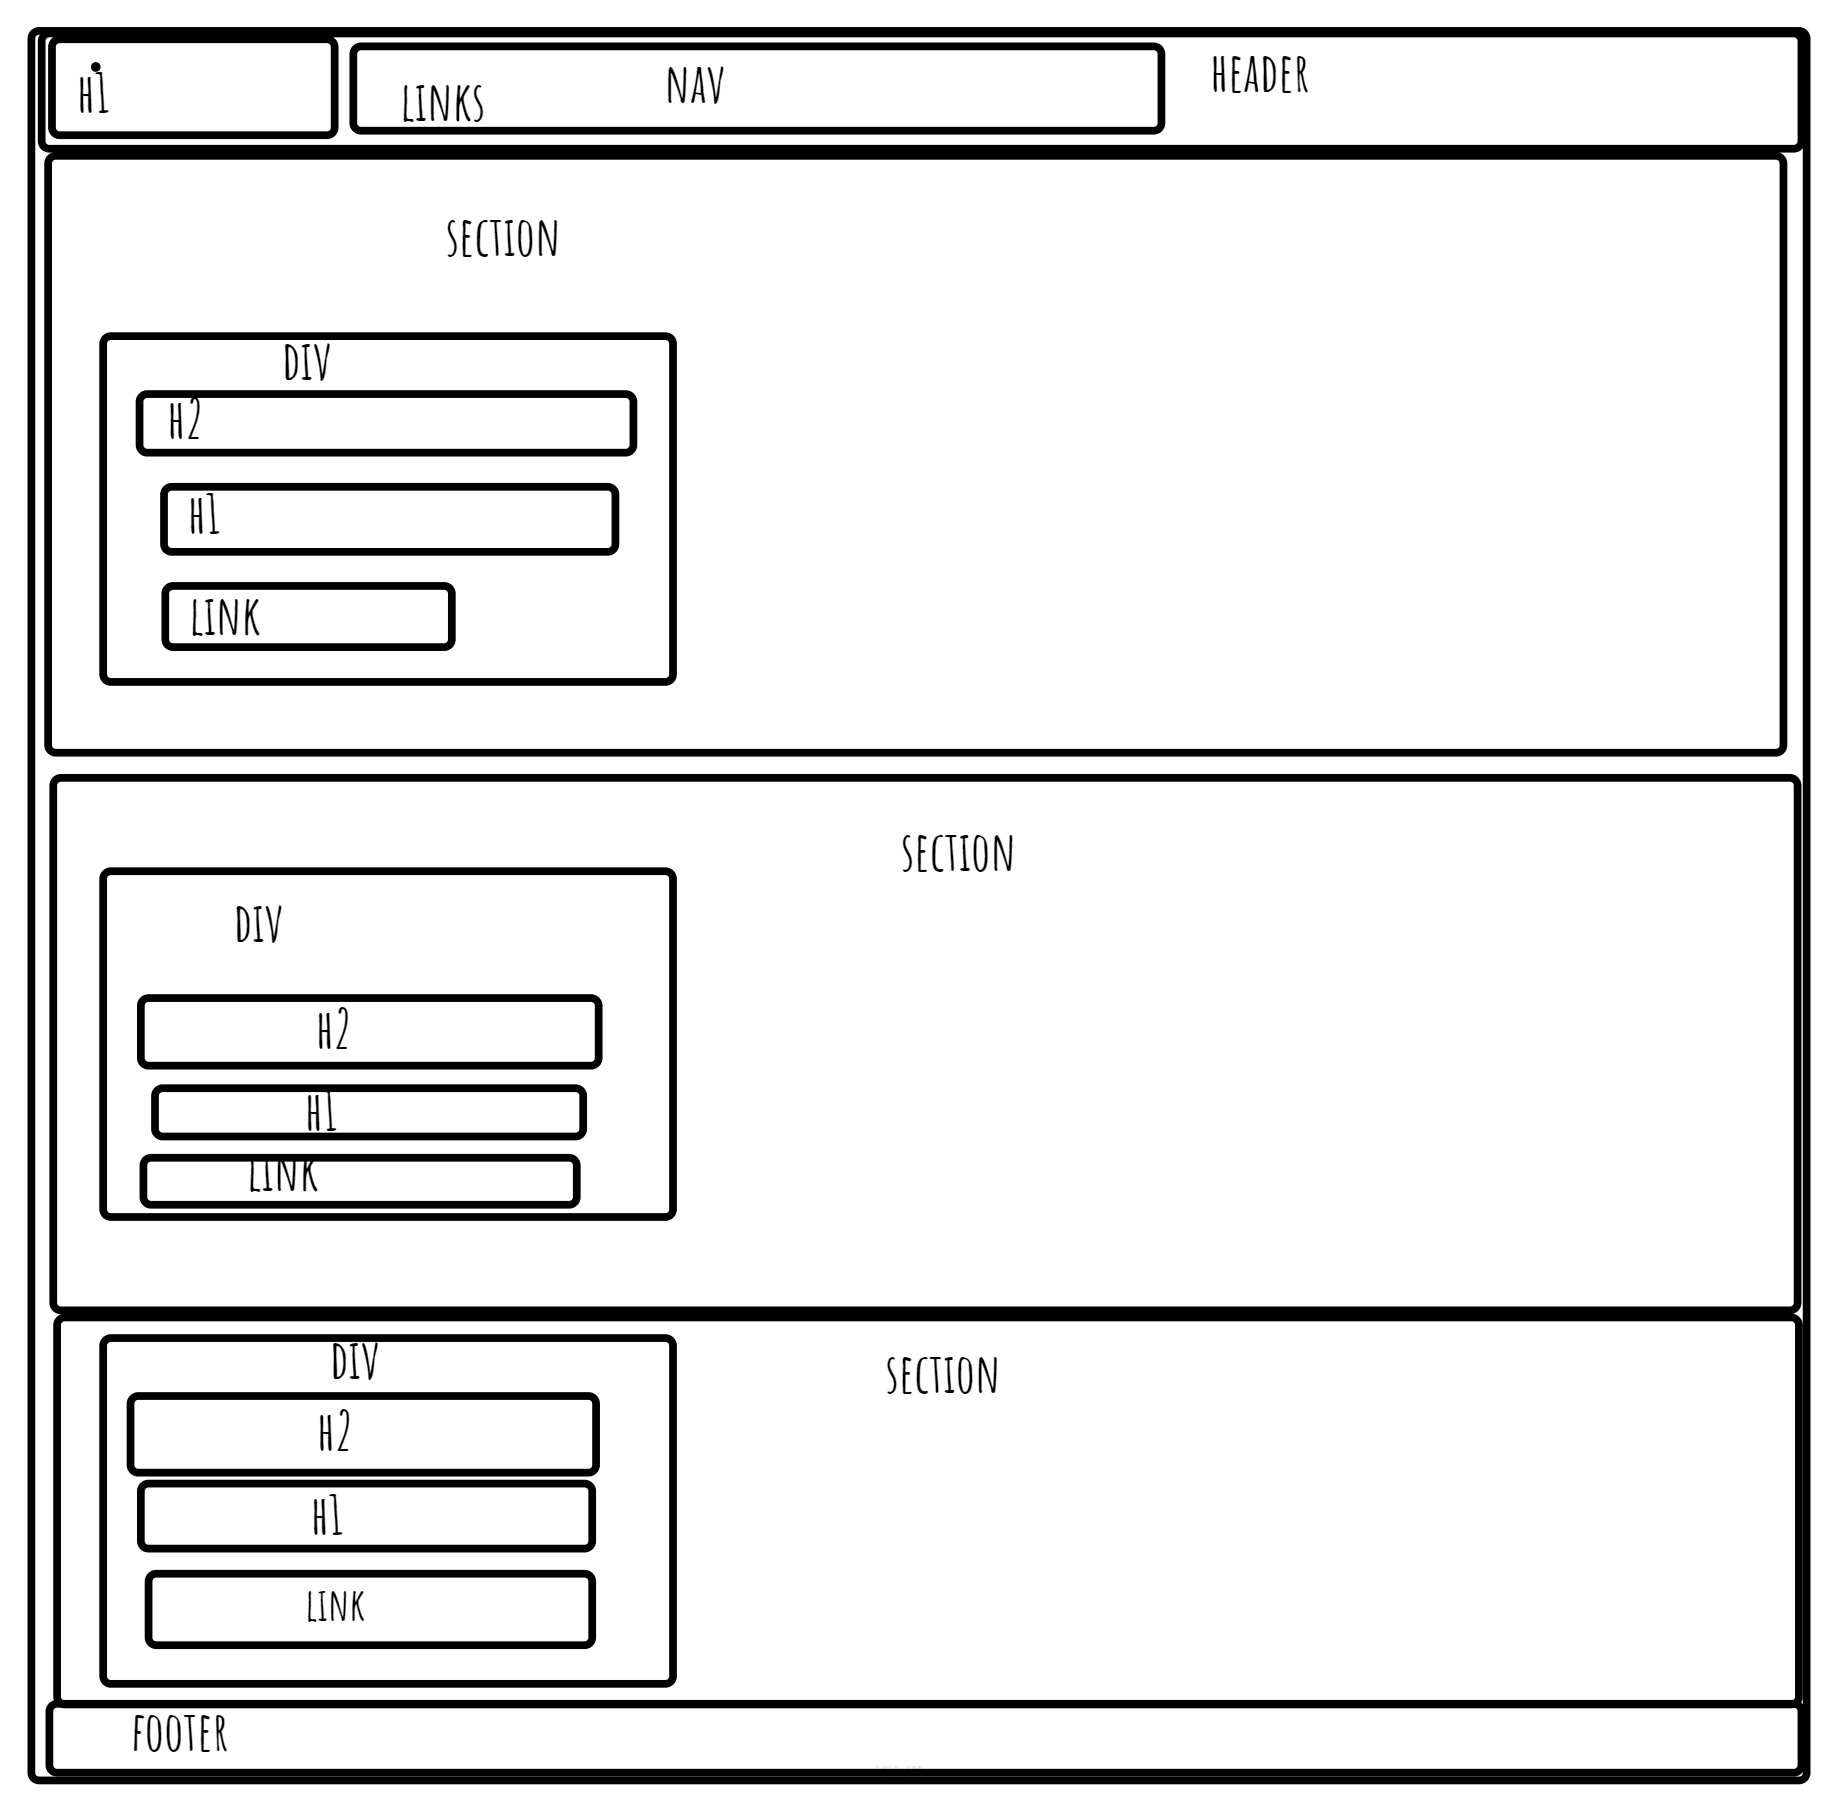 H1
LINKS
NAV
HEADER
SECTION
DIV
H2
H1
LINK
SECTION
DIV
H2
H1
LINK
DIV
SECTION
H2
H1
LINK
FOOTER